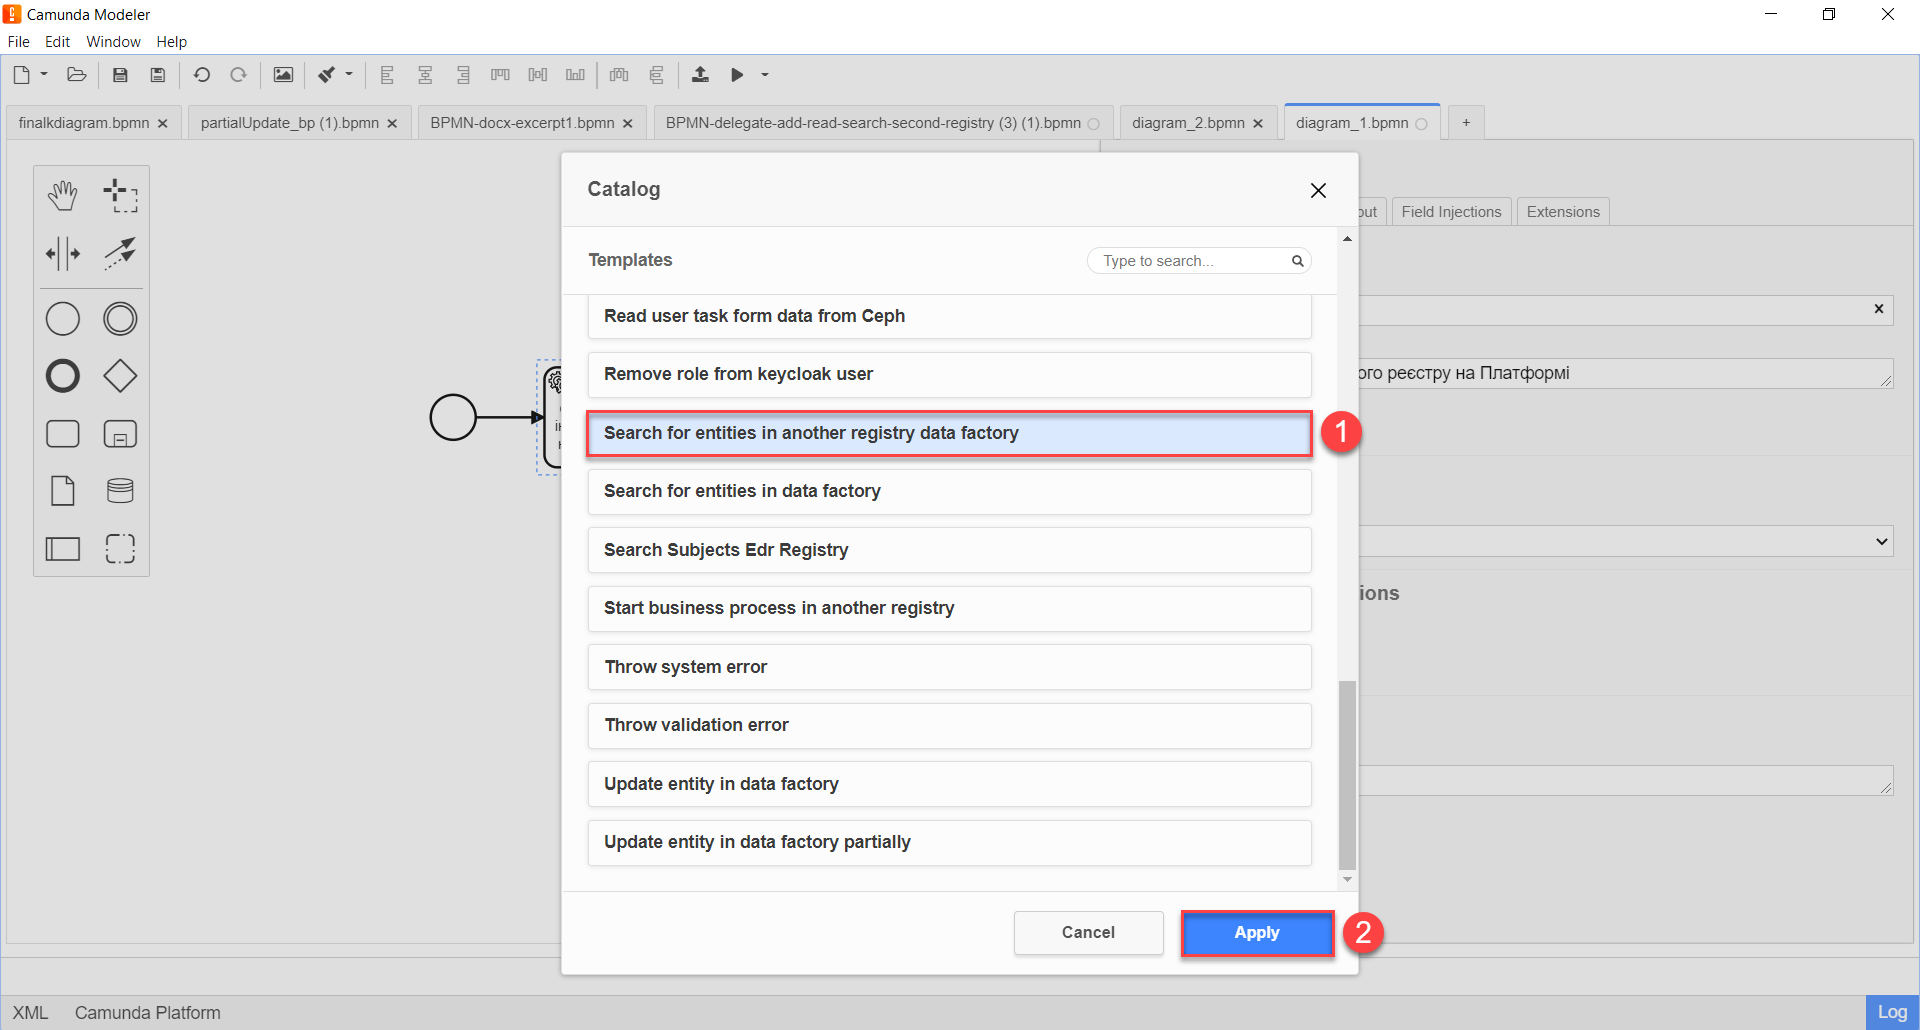 Camunda Modeler
File Edit Window Help
finalkdiagram.bpmn
partialUpdate_bp (1).bpmn
BPMN-docx-excerpt1.bpmn
BPMN-delegate-add-read-search-second-registry (3) (1).bpmn
diagram_2.bpmn
diagram_1.bpmn
+
Catalog
Field Injections
Extensions
Templates
Type to search...
Read user task form data from Ceph
Remove role from keycloak user
ого реєстру на Платформі
Search for entities in another registry data factory
1
Search for entities in data factory
Search Subjects Edr Registry
ions
Start business process in another registry
Throw system error
Throw validation error
Update entity in data factory
Update entity in data factory partially
Cancel
Apply
2
XML
Camunda Platform
Log